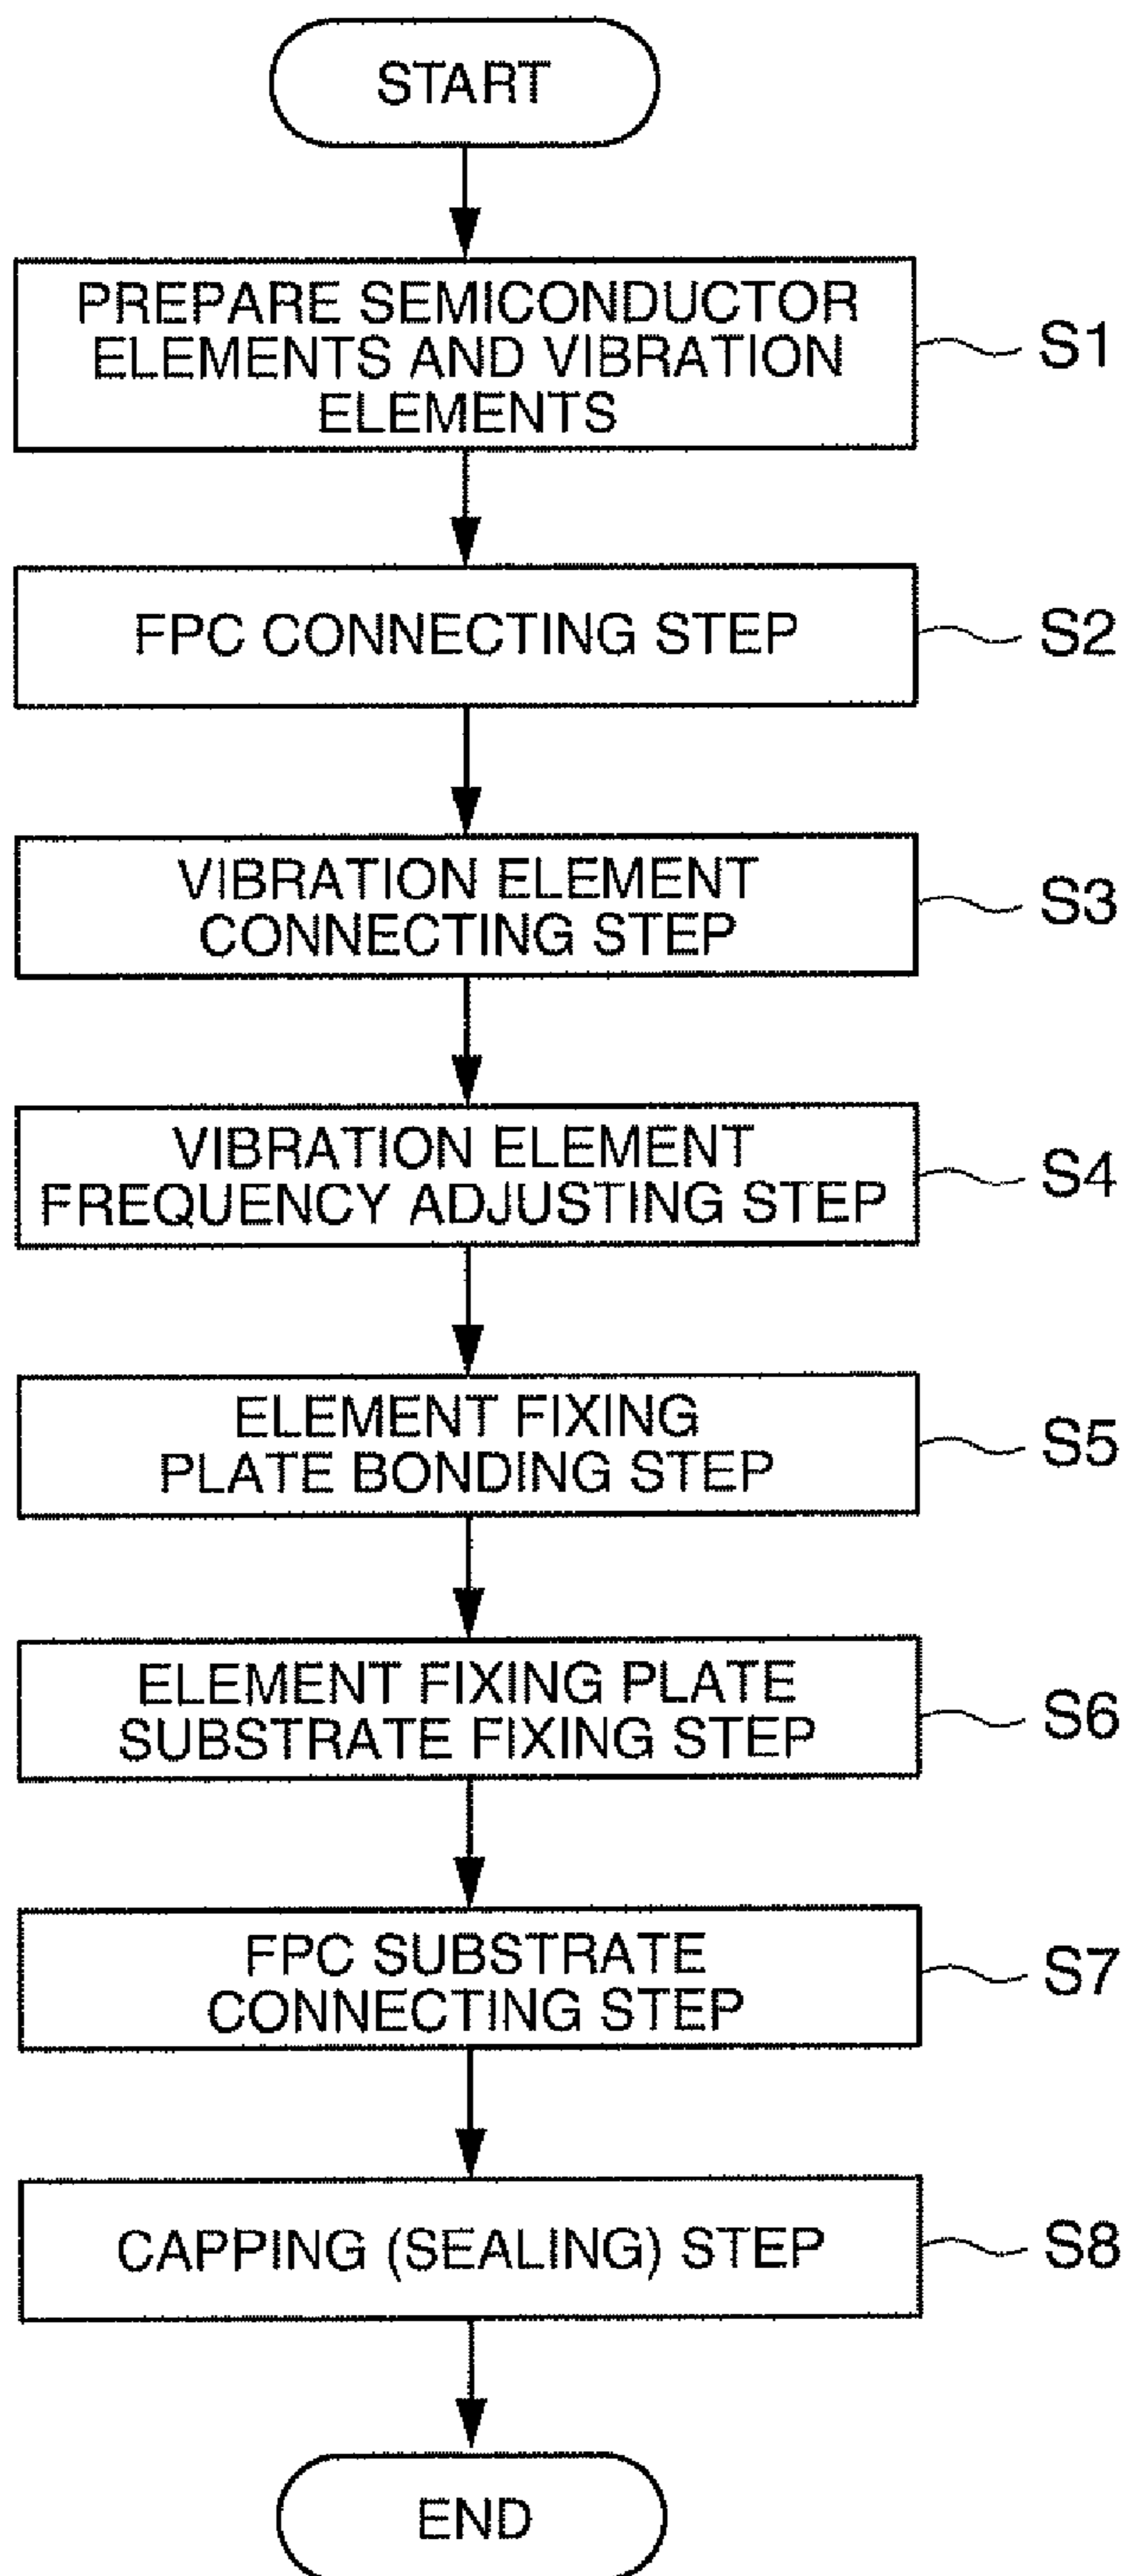 START
PREPARE SEMICONDUCTOR
ELEMENTS AND VIBRATION
ELEMENTS
S1
FPC CONNECTING STEP
S2
VIBRATION ELEMENT
CONNECTING STEP
S3
VIBRATION ELEMENT
FREQUENCY ADJUSTING STEP
S4
ELEMENT FIXING
PLATE BONDING STEP
S5
ELEMENT FIXING PLATE
SUBSTRATE FIXING STEP
S6
FPC SUBSTRATE
CONNECTING STEP
S7
CAPPING (SEALING) STEP
S8
END